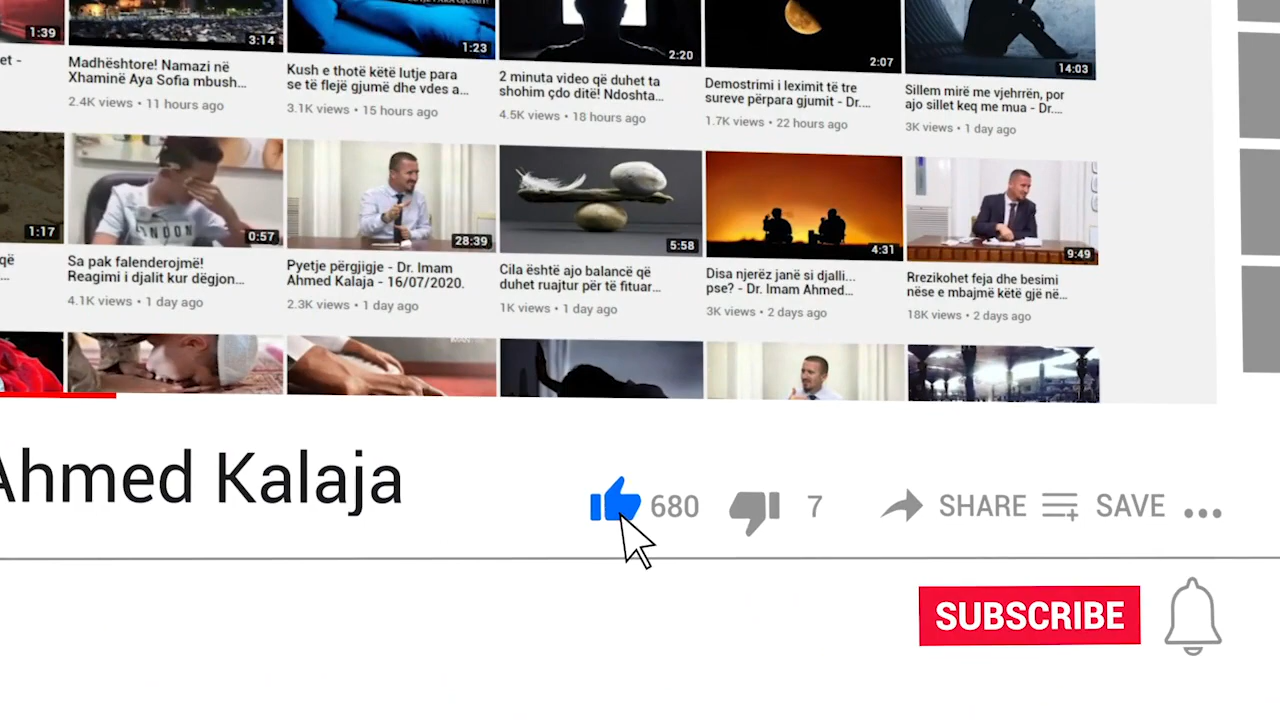 1:39
3:14
1:23
2:20
2:07
14:03
et -
Madhështore! Namazi në
Xhaminë Aya Sofia mbush...
2.4K views • 11 hours ago
Kush e thotë këtë lutje para
se të flejë gjumë dhe vdes a...
3.1K views • 15 hours ago
2 minuta video që duhet ta
shohim çdo ditë! Ndoshta...
4.5K views • 18 hours ago
Demostrimi i leximit të tre
sureve përpara gjumit - Dr....
1.7K views • 22 hours ago
Sillem mirë me vjehrrën, por
ajo sillet keq me mua - Dr....
3K views • 1 day ago
1:17
LONDON
0:57
28:39
5:58
4:31
9:49
që
...
Sa pak falenderojmë!
Reagimi i djalit kur dëgjon...
4.1K views • 1 day ago
Pyetje përgjigje - Dr. Imam
Ahmed Kalaja - 16/07/2020.
2.3K views • 1 day ago
Cila është ajo balancë që
duhet ruajtur për të fituar...
1K views • 1 day ago
Disa njerëz janë si djalli...
pse? - Dr. Imam Ahmed...
3K views • 2 days ago
Rrezikohet feja dhe besimi
nëse e mbajmë këtë gjë në...
18K views • 2 days ago
Ahmed Kalaja
680
7
SHARE
SAVE
SUBSCRIBE